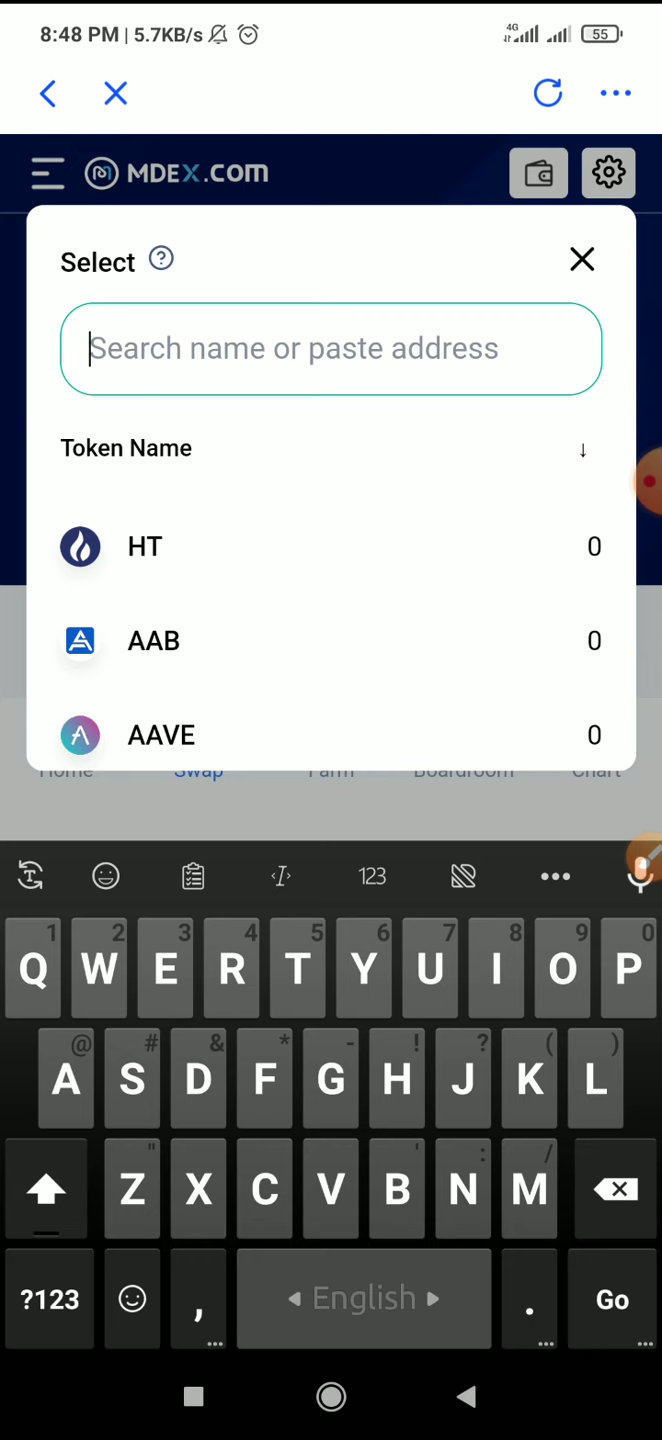 8:48 PM | 5.7KB/s 4G 55
MDEX.COM
Select ?
Search name or paste address
Token Name ↓
HT 0
AAB 0
AAVE 0
Home Swap Farm Boardroom Chart
T 123
1 2 3 4 5 6 7 8 9 0
Q W E R T Y U I O P
@ # & * - ! ? ( )
A S D F G H J K L
" ' : /
Z X C V B N M
?123 , English . Go